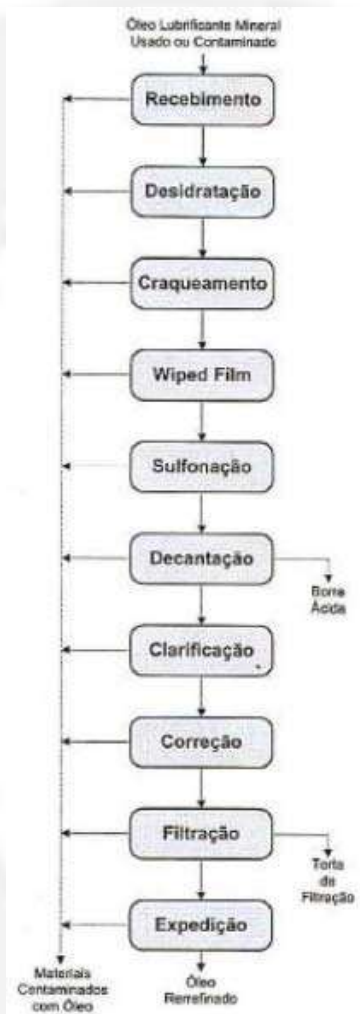 Óleo Lubrificante Mineral
Usado ou Contaminado
Recebimento
Desidratação
Craqueamento
Wiped Film
Sulfonação
Decantação
Borra
Ácida
Clarificação
Correção
Filtração
Torta
de
Filtração
Expedição
Materiais
Contaminados
com Óleo
Óleo
Rerrefinado